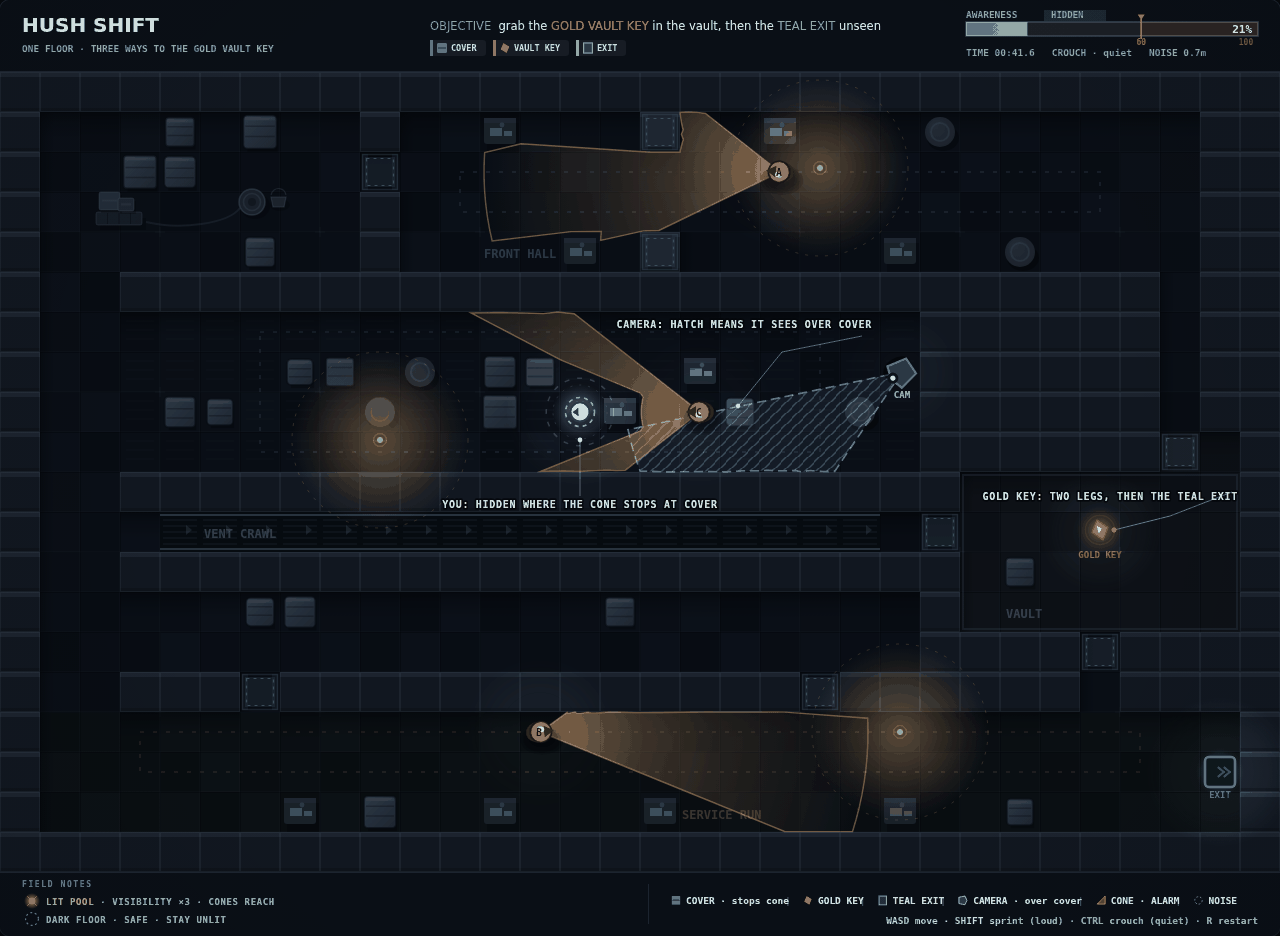 HUSH SHIFT
ONE FLOOR · THREE WAYS TO THE GOLD VAULT KEY
OBJECTIVE grab the GOLD VAULT KEY in the vault, then the TEAL EXIT unseen
COVER VAULT KEY EXIT
AWARENESS HIDDEN
21%
60 100
TIME 00:41.6 CROUCH · quiet NOISE 0.7m
A
FRONT HALL
CAMERA: HATCH MEANS IT SEES OVER COVER
CAM
C
YOU: HIDDEN WHERE THE CONE STOPS AT COVER
GOLD KEY: TWO LEGS, THEN THE TEAL EXIT
VENT CRAWL
GOLD KEY
VAULT
B
EXIT
SERVICE RUN
FIELD NOTES
LIT POOL · VISIBILITY ×3 · CONES REACH
DARK FLOOR · SAFE · STAY UNLIT
COVER · stops cone GOLD KEY TEAL EXIT CAMERA · over cover CONE · ALARM NOISE
WASD move · SHIFT sprint (loud) · CTRL crouch (quiet) · R restart